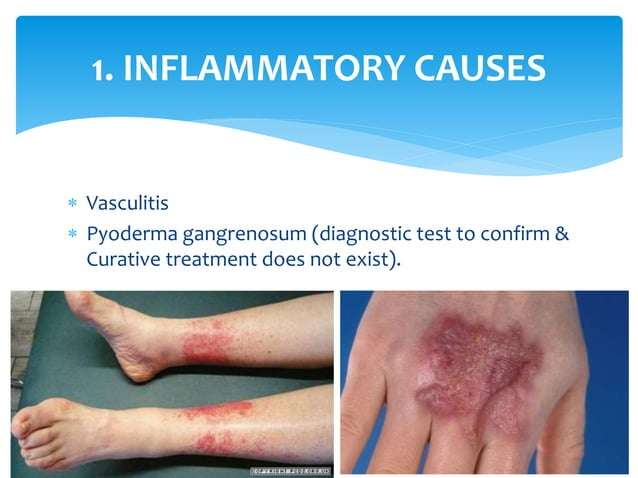 1. INFLAMMATORY CAUSES
* Vasculitis
* Pyoderma gangrenosum (diagnostic test to confirm &
Curative treatment does not exist).